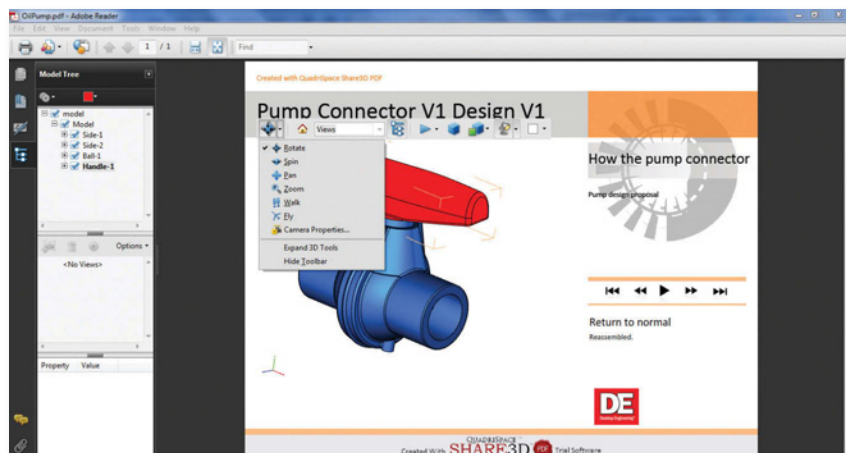 OilPump.pdf - Adobe Reader
File Edit View Document Tools Window Help
1 / 1 Find
Model Tree
model
Model
Side-1
Side-2
Ball-1
Handle-1
Options
<No Views>
Property Value
Created with QuadriSpace Share3D PDF
Pump Connector V1 Design V1
Views
Rotate
Spin
Pan
Zoom
Walk
Fly
Camera Properties...
Expand 3D Tools
Hide Toolbar
How the pump connector
Pump design proposal
Return to normal
Reassembled.
DE
Desktop Engineering
QUADRISPACE
Created With SHARE3D PDF Trial Software